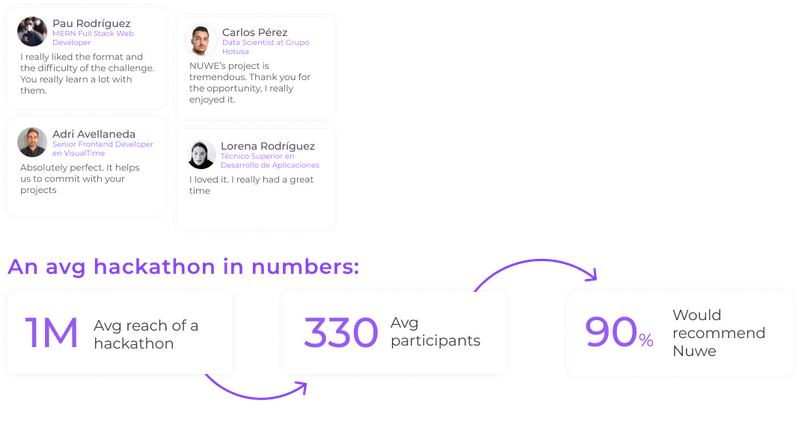 Pau Rodríguez
MERN Full Stack Web
Developer
I really liked the format and
the difficulty of the challenge.
You really learn a lot with
them.
Carlos Pérez
Data Scientist at Grupo
Hotusa
NUWE's project is
tremendous. Thank you for
the opportunity, I really
enjoyed it.
Adri Avellaneda
Senior Frontend Developer
en VisualTime
Absolutely perfect. It helps
us to commit with your
projects
Lorena Rodríguez
Técnico Superior en
Desarrollo de Aplicaciones
I loved it. I really had a great
time
An avg hackathon in numbers:
1M
Avg reach of a
hackathon
330
Avg
participants
90%
Would
recommend
Nuwe